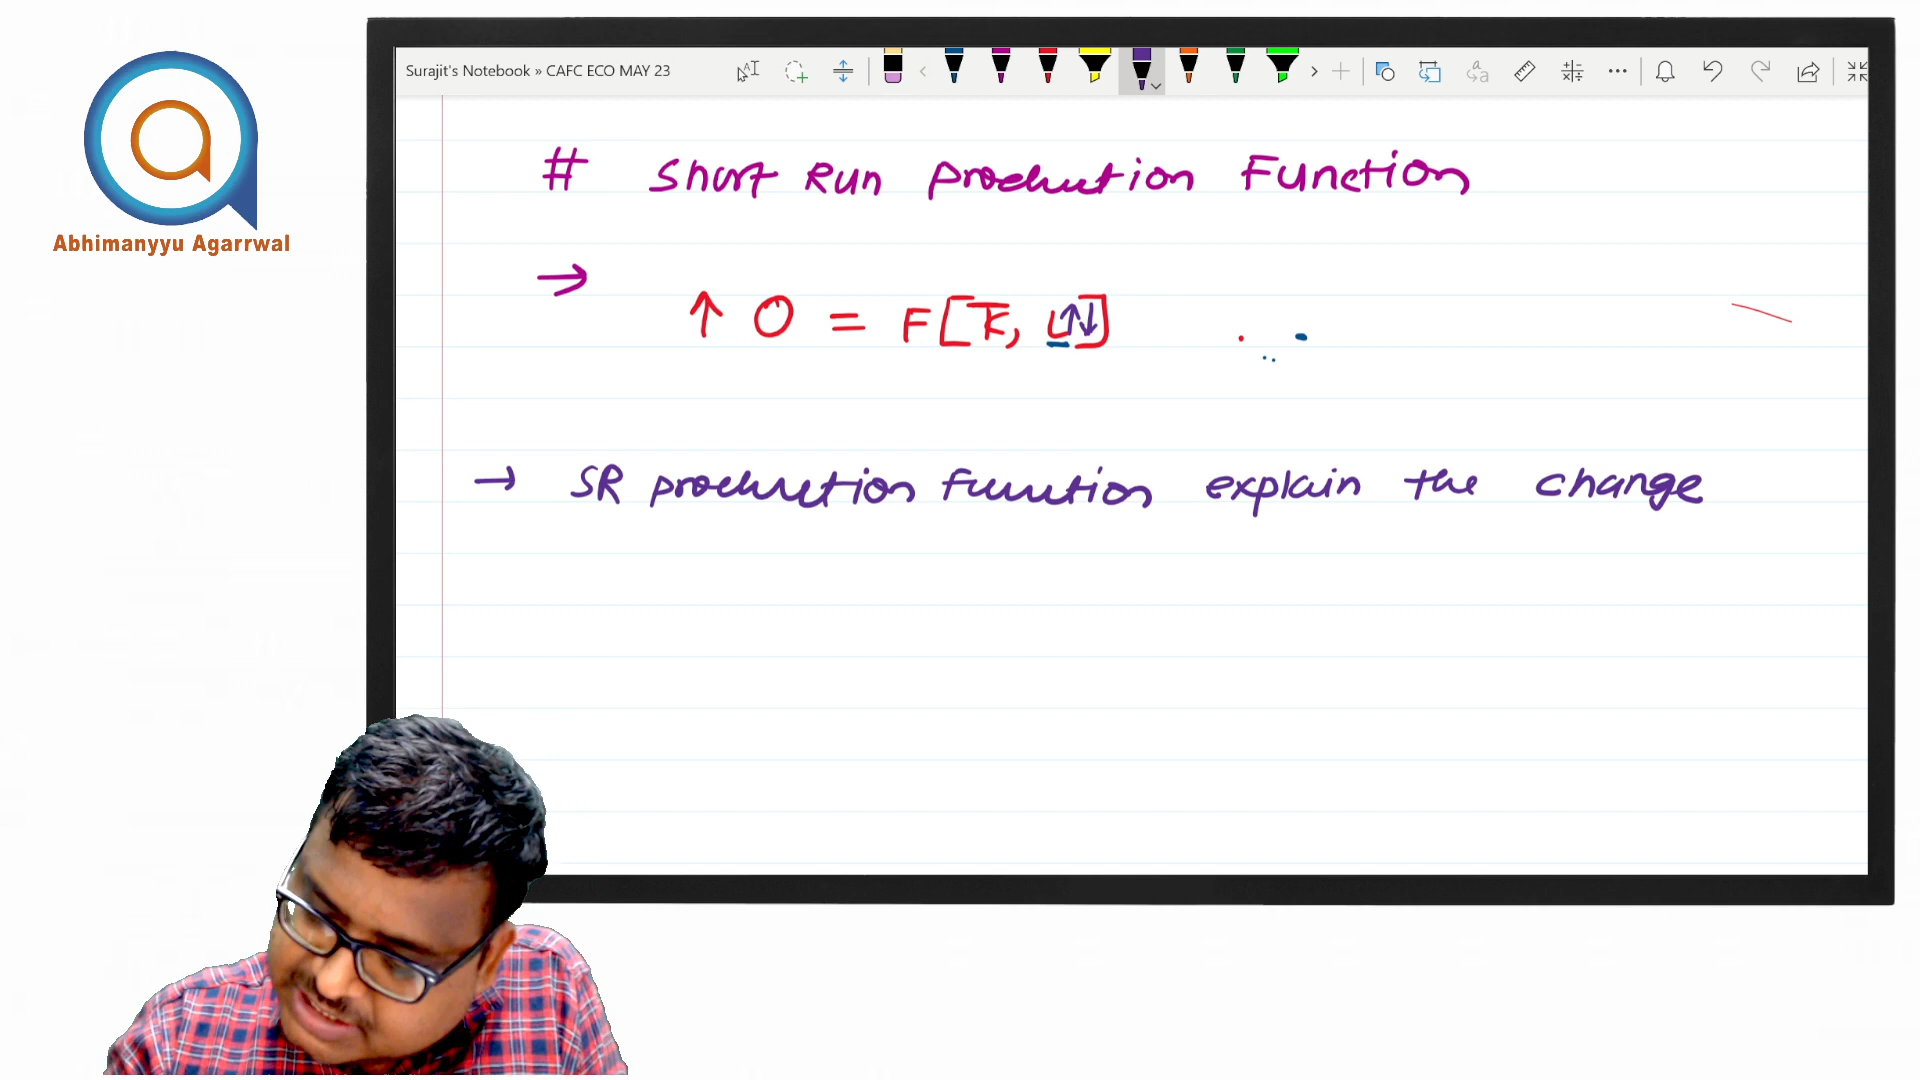 Surajit's Notebook » CAFC ECO MAY 23
Abhimanyyu Agarrwal
# Short Run Production Function
→
↑ O = F[K̅, L↑↓]
→ SR production function explain the change